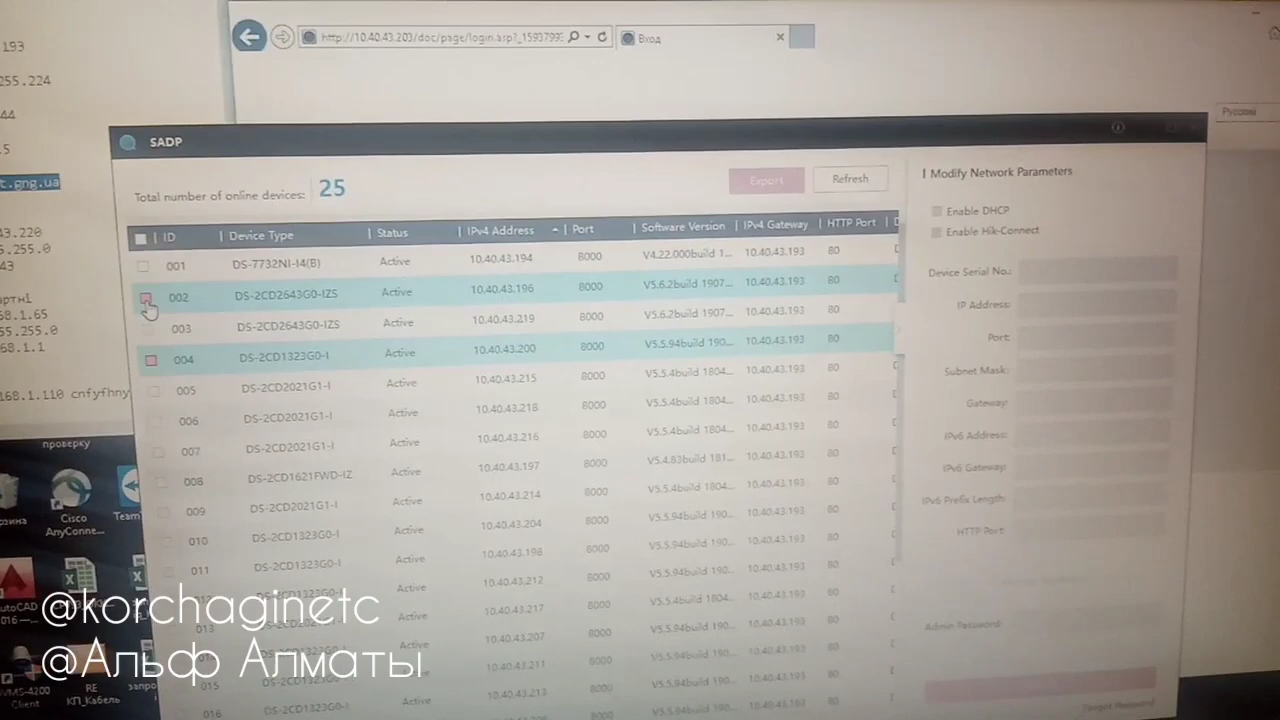 http://10.40.43.203/doc/page/login.asp?_1593799
Вход
193
255.224
44
.5
t.gng.ua
43.220
55.255.0
43
артні
68.1.65
55.255.0
68.1.1
168.1.110 cnfyfhny
Русский
SADP
Total number of online devices: 25
Export
Refresh
ID Device Type Status IPv4 Address Port Software Version IPv4 Gateway HTTP Port D
001 DS-7732NI-I4(B) Active 10.40.43.194 8000 V4.22.000build 1... 10.40.43.193 80
002 DS-2CD2643G0-IZS Active 10.40.43.196 8000 V5.6.2build 1907... 10.40.43.193 80
003 DS-2CD2643G0-IZS Active 10.40.43.219 8000 V5.6.2build 1907... 10.40.43.193 80
004 DS-2CD1323G0-I Active 10.40.43.200 8000 V5.5.94build 190... 10.40.43.193 80
005 DS-2CD2021G1-I Active 10.40.43.215 8000 V5.5.4build 1804... 10.40.43.193 80
006 DS-2CD2021G1-I Active 10.40.43.218 8000 V5.5.4build 1804... 10.40.43.193 80
007 DS-2CD2021G1-I Active 10.40.43.216 8000 V5.5.4build 1804... 10.40.43.193 80
008 DS-2CD1621FWD-IZ Active 10.40.43.197 8000 V5.4.83build 181... 10.40.43.193 80
009 DS-2CD2021G1-I Active 10.40.43.214 8000 V5.5.4build 1804... 10.40.43.193 80
010 DS-2CD1323G0-I Active 10.40.43.204 8000 V5.5.94build 190... 10.40.43.193 80
011 DS-2CD1323G0-I Active 10.40.43.198 8000 V5.5.94build 190... 10.40.43.193 80
Active 10.40.43.212 8000 V5.5.94build 190... 10.40.43.193 80
013 Active 10.40.43.217 8000 V5.5.94build 190... 10.40.43.193 80
Active 10.40.43.207 8000 V5.5.94build 190... 10.40.43.193 80
015 DS-2CD1323G0-I Active 10.40.43.211 8000 V5.5.94build 190... 10.40.43.193 80
016 DS-2CD1323G0-I Active 10.40.43.213 8000 V5.5.94build 190... 10.40.43.193 80
Modify Network Parameters
Enable DHCP
Enable Hik-Connect
Device Serial No.:
IP Address:
Port:
Subnet Mask:
Gateway:
IPv6 Address:
IPv6 Gateway:
IPv6 Prefix Length:
HTTP Port:
Admin Password:
Forgot Password
проверку
рзина
Cisco AnyConne...
Team
utoCAD
016 —...
VMS-4200 Client
RE КП_Кабель
запро
@korchaginetc
@Альф Алматы